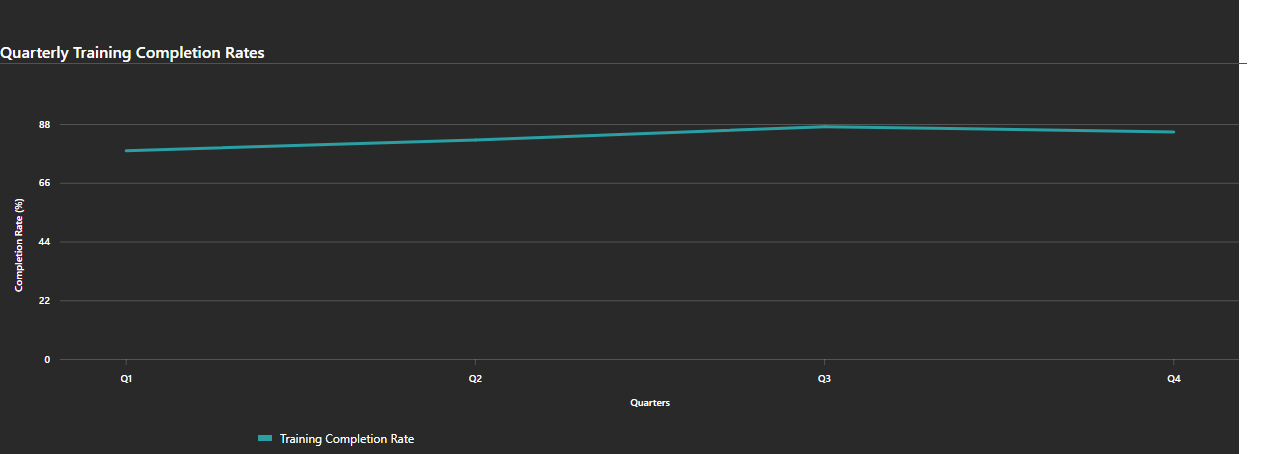 Quarterly Training Completion Rates
88
66
44
22
0
Completion Rate (%)
Q1 Q2 Q3 Q4
Quarters
Training Completion Rate